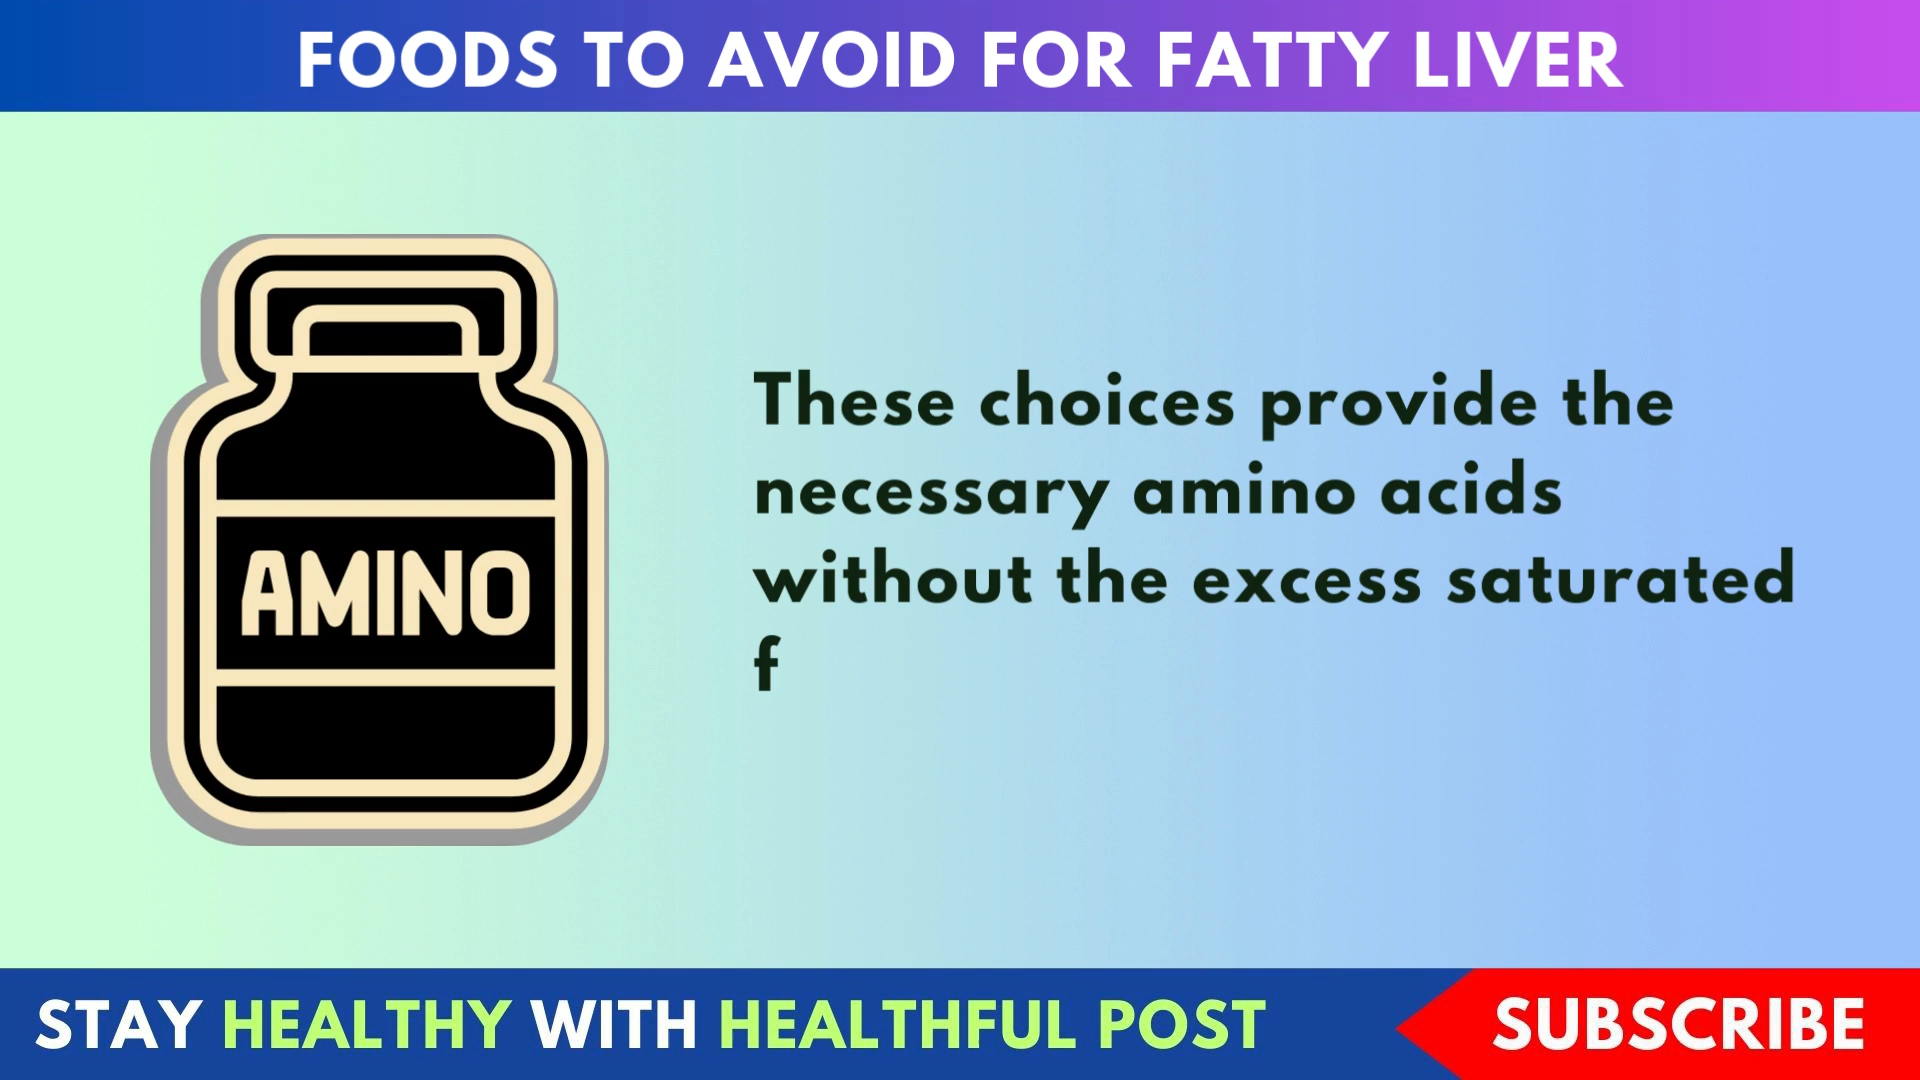 FOODS TO AVOID FOR FATTY LIVER
AMINO
These choices provide the
necessary amino acids
without the excess saturated
f
STAY HEALTHY WITH HEALTHFUL POST
SUBSCRIBE